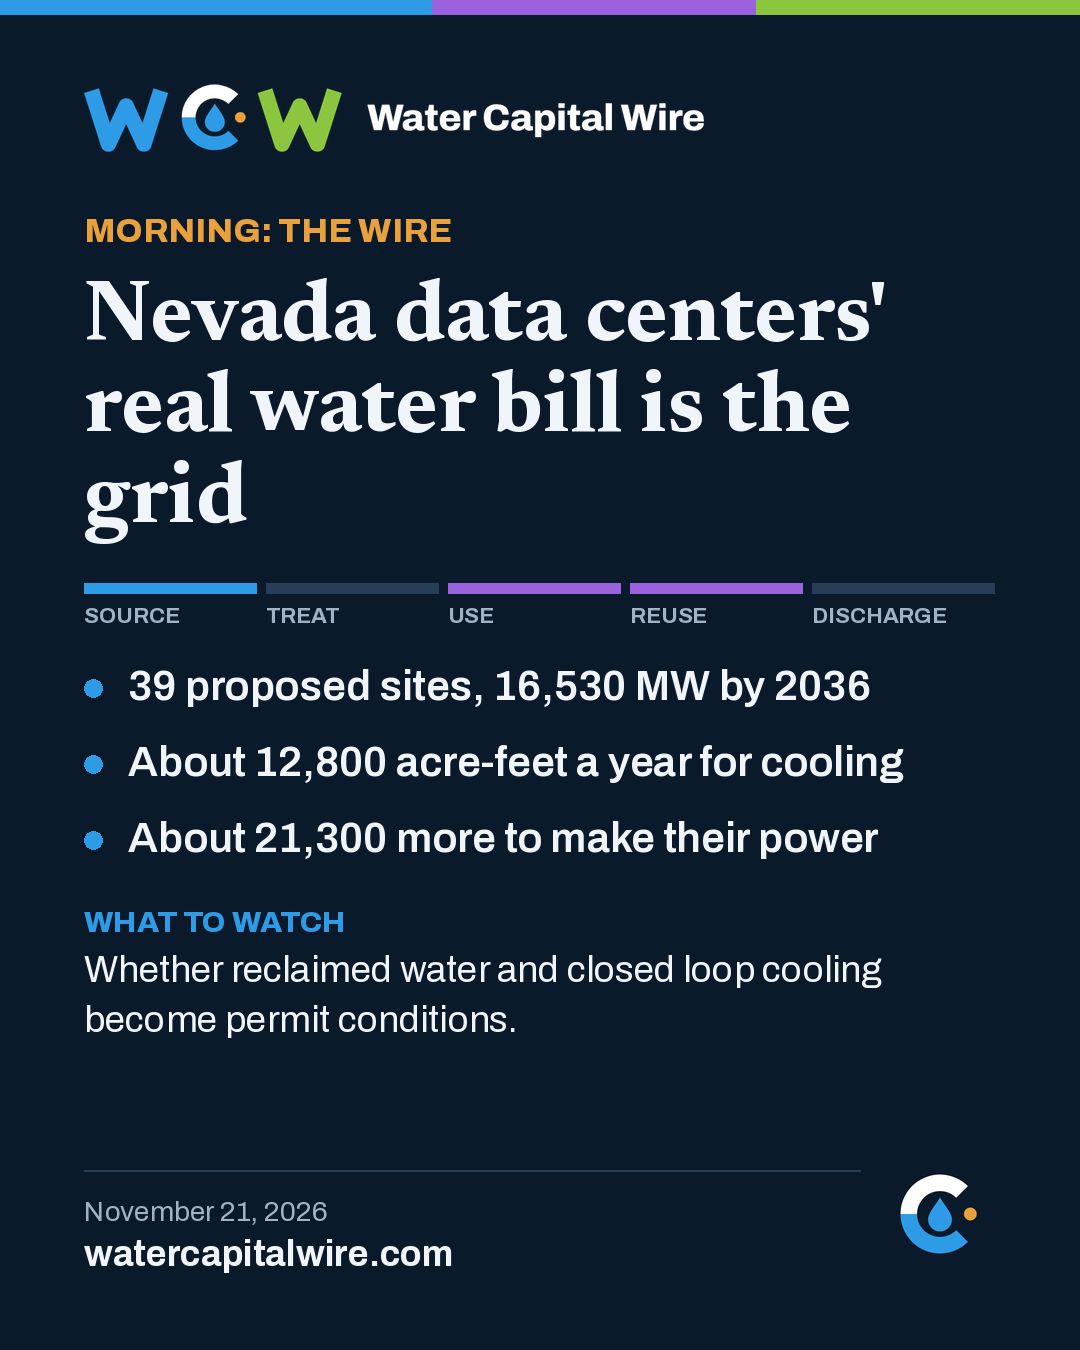 WCW Water Capital Wire
MORNING: THE WIRE
Nevada data centers'
real water bill is the
grid
SOURCE TREAT USE REUSE DISCHARGE
39 proposed sites, 16,530 MW by 2036
About 12,800 acre-feet a year for cooling
About 21,300 more to make their power
WHAT TO WATCH
Whether reclaimed water and closed loop cooling
become permit conditions.
November 21, 2026
watercapitalwire.com